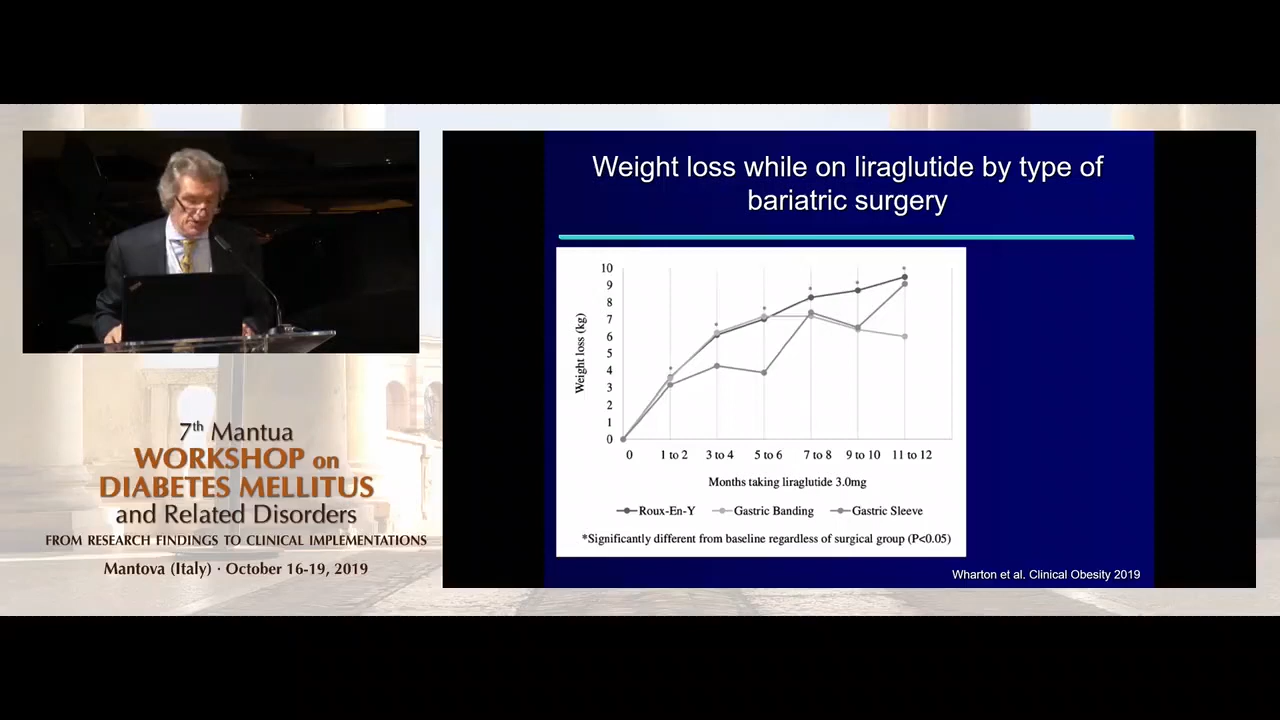 7th Mantua
WORKSHOP on
DIABETES MELLITUS
and Related Disorders
FROM RESEARCH FINDINGS TO CLINICAL IMPLEMENTATIONS
Mantova (Italy) · October 16-19, 2019
Weight loss while on liraglutide by type of
bariatric surgery
Weight loss (kg)
10
9
8
7
6
5
4
3
2
1
0
0 1 to 2 3 to 4 5 to 6 7 to 8 9 to 10 11 to 12
Months taking liraglutide 3.0mg
Roux-En-Y Gastric Banding Gastric Sleeve
*Significantly different from baseline regardless of surgical group (P<0.05)
Wharton et al. Clinical Obesity 2019